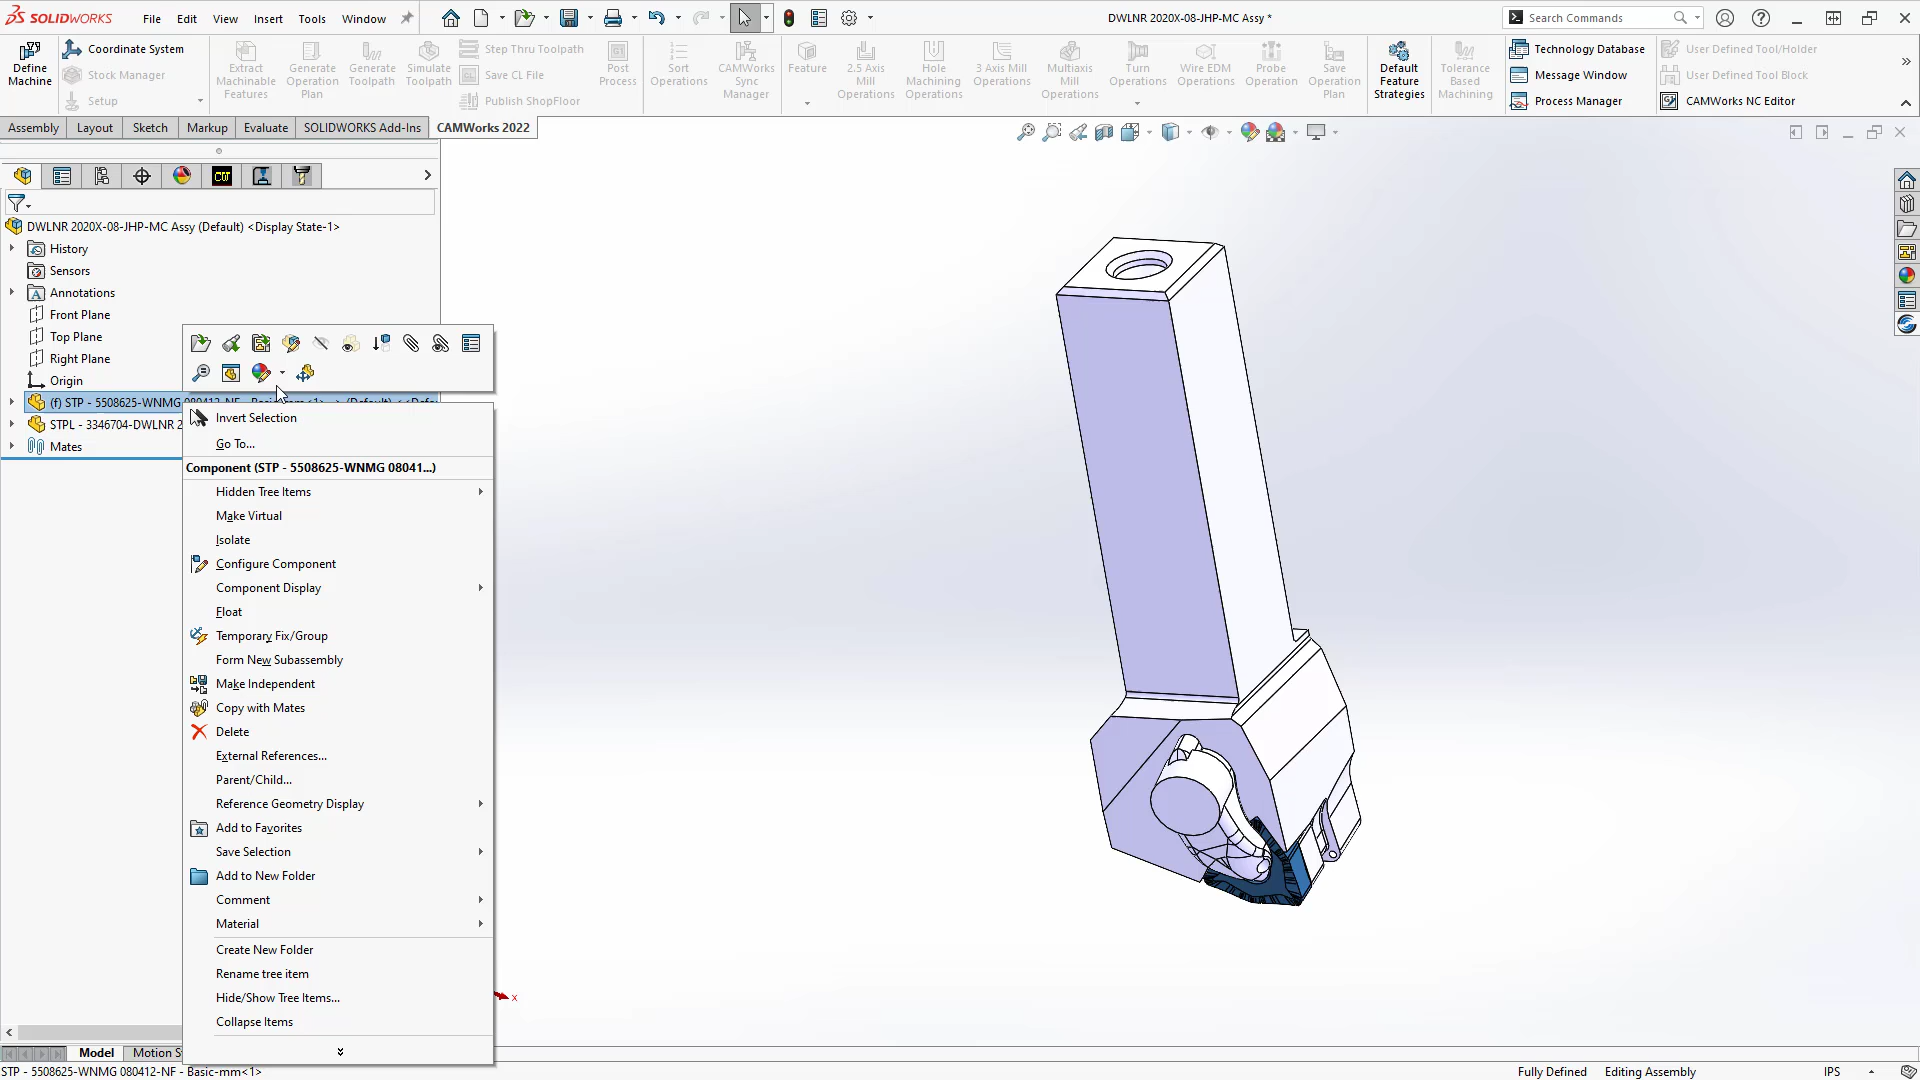 SOLIDWORKS
File
Edit
View
Insert
Tools
Window
DWLNR 2020X-08-JHP-MC Assy *
Search Commands
Define Machine
Coordinate System
Stock Manager
Setup
Extract Machinable Features
Generate Operation Plan
Generate Toolpath
Simulate Toolpath
Step Thru Toolpath
Save CL File
Publish ShopFloor
Post Process
Sort Operations
CAMWorks Sync Manager
Feature
2.5 Axis Mill Operations
Hole Machining Operations
3 Axis Mill Operations
Multiaxis Mill Operations
Turn Operations
Wire EDM Operations
Probe Operation
Save Operation Plan
Default Feature Strategies
Tolerance Based Machining
Technology Database
Message Window
Process Manager
User Defined Tool/Holder
User Defined Tool Block
CAMWorks NC Editor
Assembly
Layout
Sketch
Markup
Evaluate
SOLIDWORKS Add-Ins
CAMWorks 2022
DWLNR 2020X-08-JHP-MC Assy (Default) <Display State-1>
History
Sensors
Annotations
Front Plane
Top Plane
Right Plane
Origin
(f) STP - 5508625-WNMG
STPL - 3346704-DWLNR 2
Mates
Invert Selection
Go To...
Component (STP - 5508625-WNMG 08041...)
Hidden Tree Items
Make Virtual
Isolate
Configure Component
Component Display
Float
Temporary Fix/Group
Form New Subassembly
Make Independent
Copy with Mates
Delete
External References...
Parent/Child...
Reference Geometry Display
Add to Favorites
Save Selection
Add to New Folder
Comment
Material
Create New Folder
Rename tree item
Hide/Show Tree Items...
Collapse Items
x
Model
Motion S
STP - 5508625-WNMG 080412-NF - Basic-mm<1>
Fully Defined
Editing Assembly
IPS